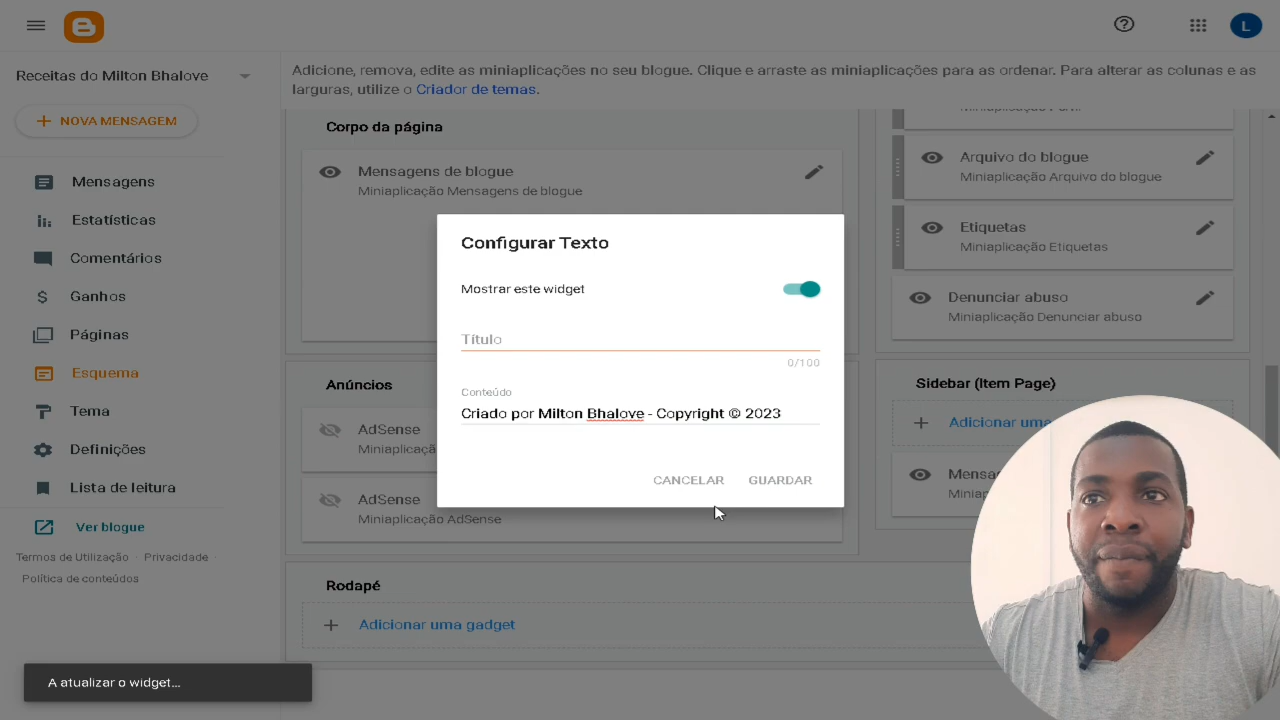 L
Receitas do Milton Bhalove
NOVA MENSAGEM
Mensagens
Estatísticas
Comentários
Ganhos
Páginas
Esquema
Tema
Definições
Lista de leitura
Ver blogue
Termos de Utilização · Privacidade ·
Política de conteúdos
Adicione, remova, edite as miniaplicações no seu blogue. Clique e arraste as miniaplicações para as ordenar. Para alterar as colunas e as
larguras, utilize o Criador de temas.
Corpo da página
Mensagens de blogue
Miniaplicação Mensagens de blogue
Configurar Texto
Mostrar este widget
Título
0/100
Conteúdo
Criado por Milton Bhalove - Copyright © 2023
CANCELAR GUARDAR
Anúncios
AdSense
Miniaplicação
AdSense
Miniaplicação AdSense
Rodapé
Adicionar uma gadget
Arquivo do blogue
Miniaplicação Arquivo do blogue
Etiquetas
Miniaplicação Etiquetas
Denunciar abuso
Miniaplicação Denunciar abuso
Sidebar (Item Page)
Adicionar uma
A atualizar o widget...